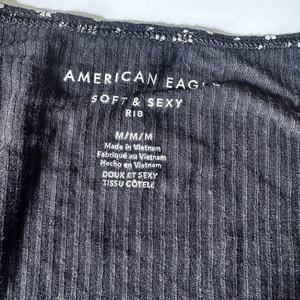 AMERICAN EAGLE
SOFT & SEXY
RIB
M/M/M
Made in Vietnam
Fabriqué au Vietnam
Hecho en Vietnam
DOUX ET SEXY
TISSU CÔTELÉ